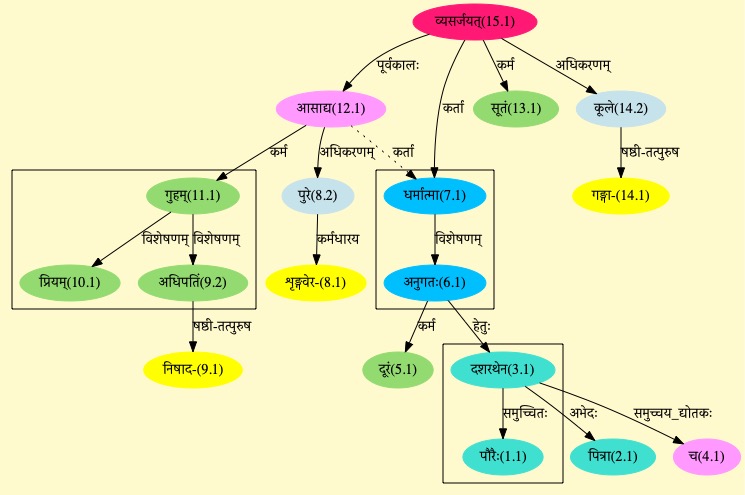 व्यसर्जयत्(15.1)
पूर्वकालः
कर्ता
कर्म
अधिकरणम्
आसाद्य(12.1)
सूतं(13.1)
कूले(14.2)
कर्म
अधिकरणम्
कर्ता
षष्ठी-तत्पुरुष
गुहम्(11.1)
पुरे(8.2)
धर्मात्मा(7.1)
गङ्गा-(14.1)
विशेषणम्
विशेषणम्
कर्मधारय
विशेषणम्
प्रियम्(10.1)
अधिपतिं(9.2)
शृङ्गवेर-(8.1)
अनुगतः(6.1)
षष्ठी-तत्पुरुष
कर्म
हेतुः
निषाद-(9.1)
दूरं(5.1)
दशरथेन(3.1)
समुच्चितः
अभेदः
समुच्चय_द्योतकः
पौरैः(1.1)
पित्रा(2.1)
च(4.1)